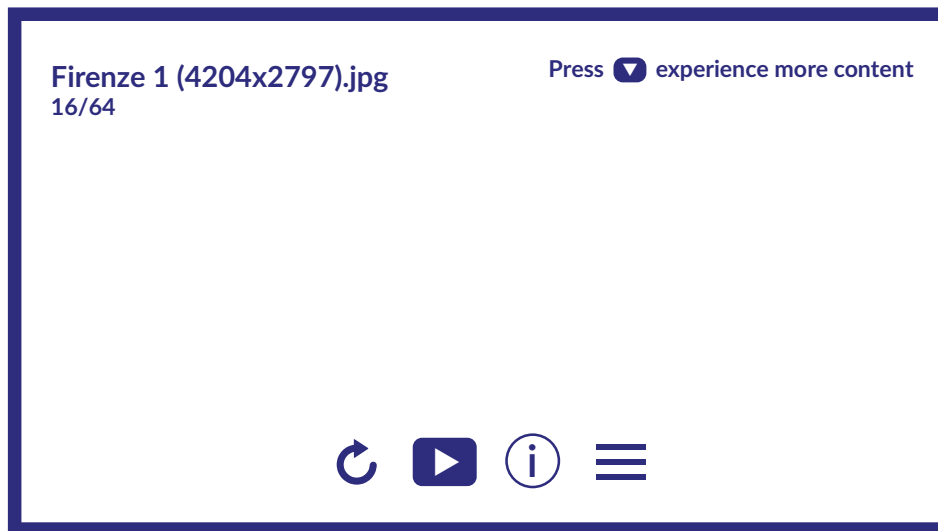 Firenze 1 (4204x2797).jpg
16/64
Press ▼ experience more content
i